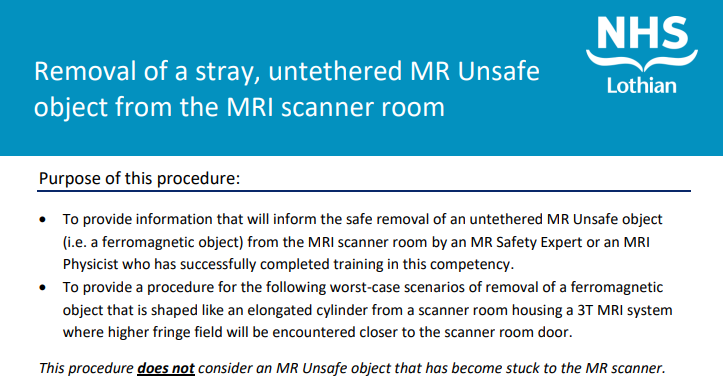 NHS
Lothian
Removal of a stray, untethered MR Unsafe
object from the MRI scanner room
Purpose of this procedure:
• To provide information that will inform the safe removal of an untethered MR Unsafe object
(i.e. a ferromagnetic object) from the MRI scanner room by an MR Safety Expert or an MRI
Physicist who has successfully completed training in this competency.
• To provide a procedure for the following worst-case scenarios of removal of a ferromagnetic
object that is shaped like an elongated cylinder from a scanner room housing a 3T MRI system
where higher fringe field will be encountered closer to the scanner room door.
This procedure does not consider an MR Unsafe object that has become stuck to the MR scanner.